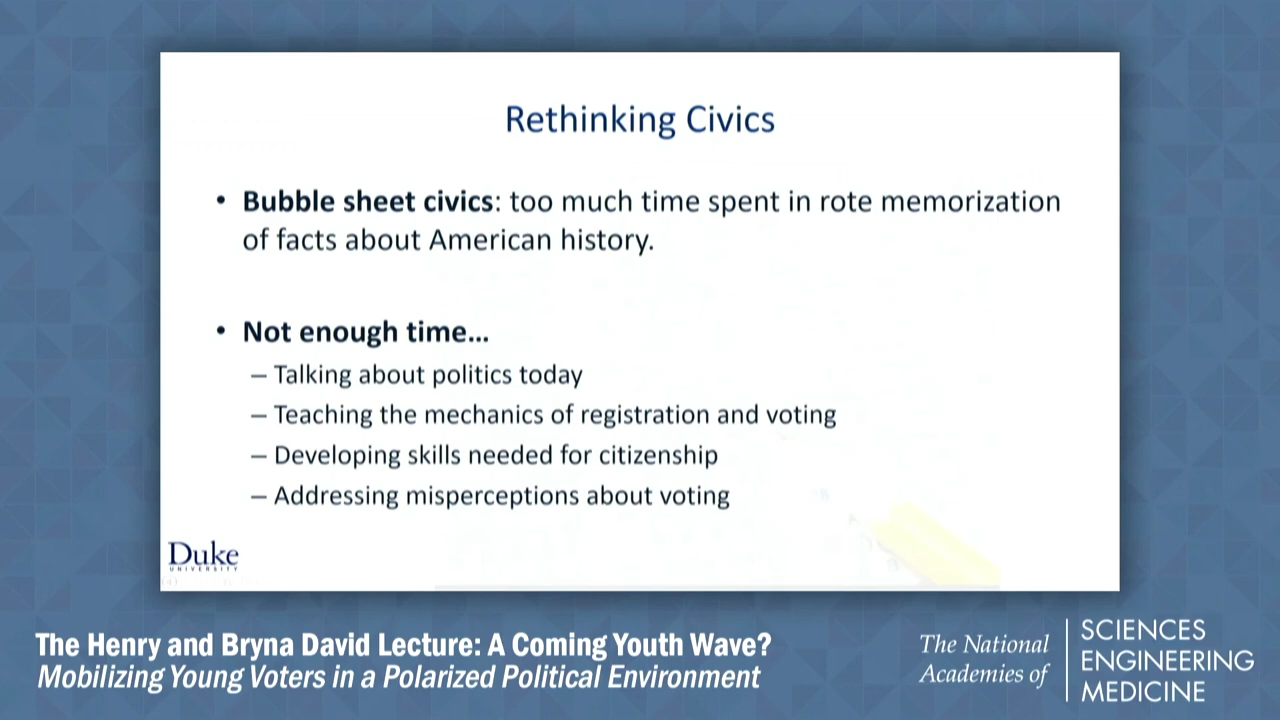 Rethinking Civics
• Bubble sheet civics: too much time spent in rote memorization
of facts about American history.
• Not enough time...
– Talking about politics today
– Teaching the mechanics of registration and voting
– Developing skills needed for citizenship
– Addressing misperceptions about voting
Duke
UNIVERSITY
The Henry and Bryna David Lecture: A Coming Youth Wave?
Mobilizing Young Voters in a Polarized Political Environment
The National
Academies of
SCIENCES
ENGINEERING
MEDICINE